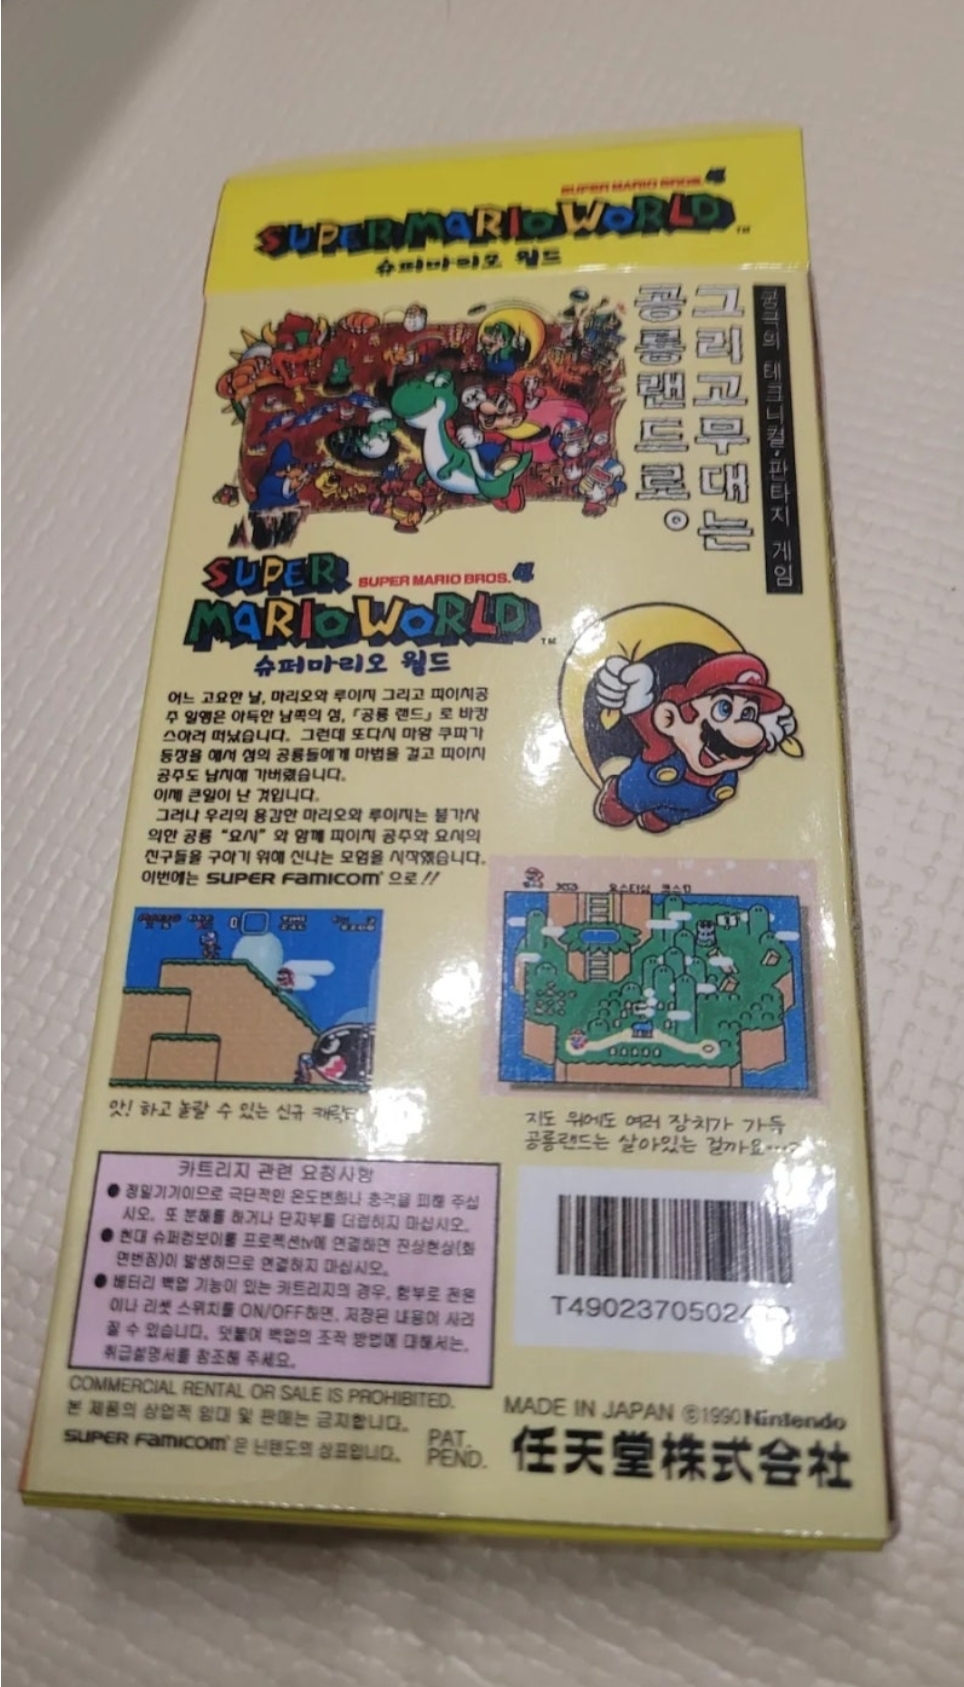 SUPER MARIO BROS. 4
SUPER MARIO WORLD™
슈퍼마리오 월드
궁극의 테크니컬·판타지 게임
그리고무대는
공룡랜드로。
SUPER MARIO BROS. 4
SUPER
MARIO WORLD™
슈퍼마리오 월드
어느 고요한 날, 마리오와 루이지 그리고 피이치공
주 일행은 아득한 남쪽의 섬, 「공룡 랜드」로 바캉
스하러 떠났습니다. 그런데 또다시 마왕 쿠파가
등장을 해서 섬의 공룡들에게 마법을 걸고 피이치
공주도 납치해 가버렸습니다.
이제 큰일이 난 것입니다.
그러나 우리의 용감한 마리오와 루이지는 불가사
의한 공룡 "요시" 와 함께 피이치 공주와 요시의
친구들을 구하기 위해 신나는 모험을 시작했습니다.
이번에는 SUPER FAMICOM 으로!!
앗! 하고 놀랄 수 있는 신규
지도 위에도 여러 장치가 가득
공룡랜드는 살아있는 걸까요
카트리지 관련 요청사항
● 정밀기기이므로 극단적인 온도변화나 충격을 피해 주십
시오. 또 분해를 하거나 단자부를 더럽히지 마십시오.
● 현대 슈퍼컴보이를 프로젝션tv에 연결하면 잔상현상(화
면번짐)이 발생하므로 연결하지 마십시오.
● 배터리 백업 기능이 있는 카트리지의 경우, 함부로 전원
이나 리셋 스위치를 ON/OFF하면, 저장된 내용이 사라
질 수 있습니다. 덧붙여 백업의 조작 방법에 대해서는,
취급설명서를 참조해 주세요.
COMMERCIAL RENTAL OR SALE IS PROHIBITED.
본 제품의 상업적 임대 및 판매는 금지합니다.
SUPER FAMICOM 은 닌텐도의 상표입니다.
PAT.
PEND.
MADE IN JAPAN ©1990 Nintendo
任天堂株式会社